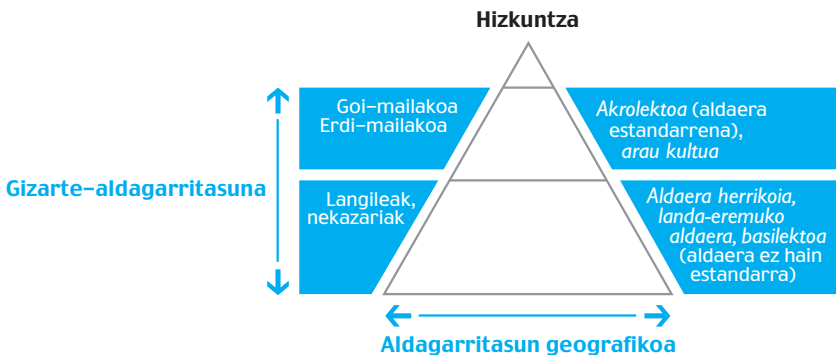 Hizkuntza
Goi-mailakoa
Erdi-mailakoa
Akrolektoa (aldaera
estandarrena),
arau kultua
Gizarte-aldagarritasuna
Langileak,
nekazariak
Aldaera herrikoia,
landa-eremuko
aldaera, basilektoa
(aldaera ez hain
estandarra)
Aldagarritasun geografikoa